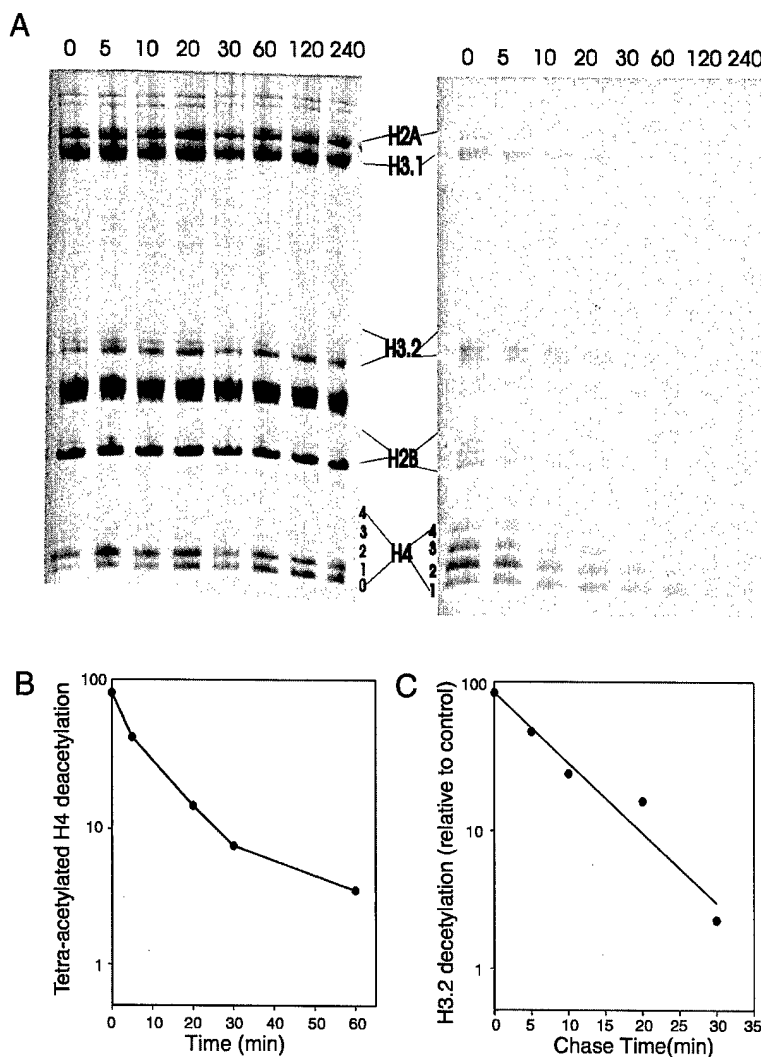 A
0 5 10 20 30 60 120 240
0 5 10 20 30 60 120 240
H2A
H3.1
H3.2
H2B
4
3
2
1
0
H4
4
3
2
1
B
100
10
1
Tetra-acetylated H4 deacetylation
0 10 20 30 40 50 60
Time (min)
C
100
10
1
H3.2 decetylation (relative to control)
0 5 10 15 20 25 30 35
Chase Time(min)